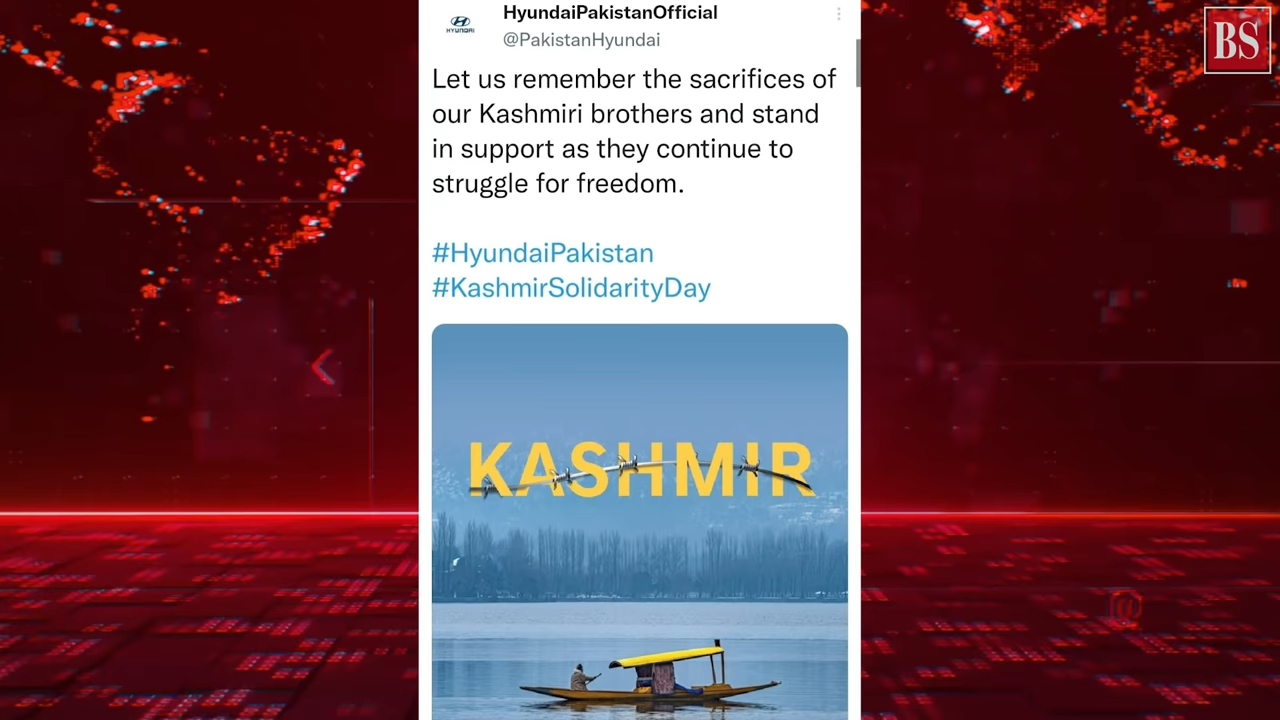 BS
HyundaiPakistanOfficial
HYUNDAI
@PakistanHyundai
Let us remember the sacrifices of
our Kashmiri brothers and stand
in support as they continue to
struggle for freedom.
#HyundaiPakistan
#KashmirSolidarityDay
KASHMIR
@